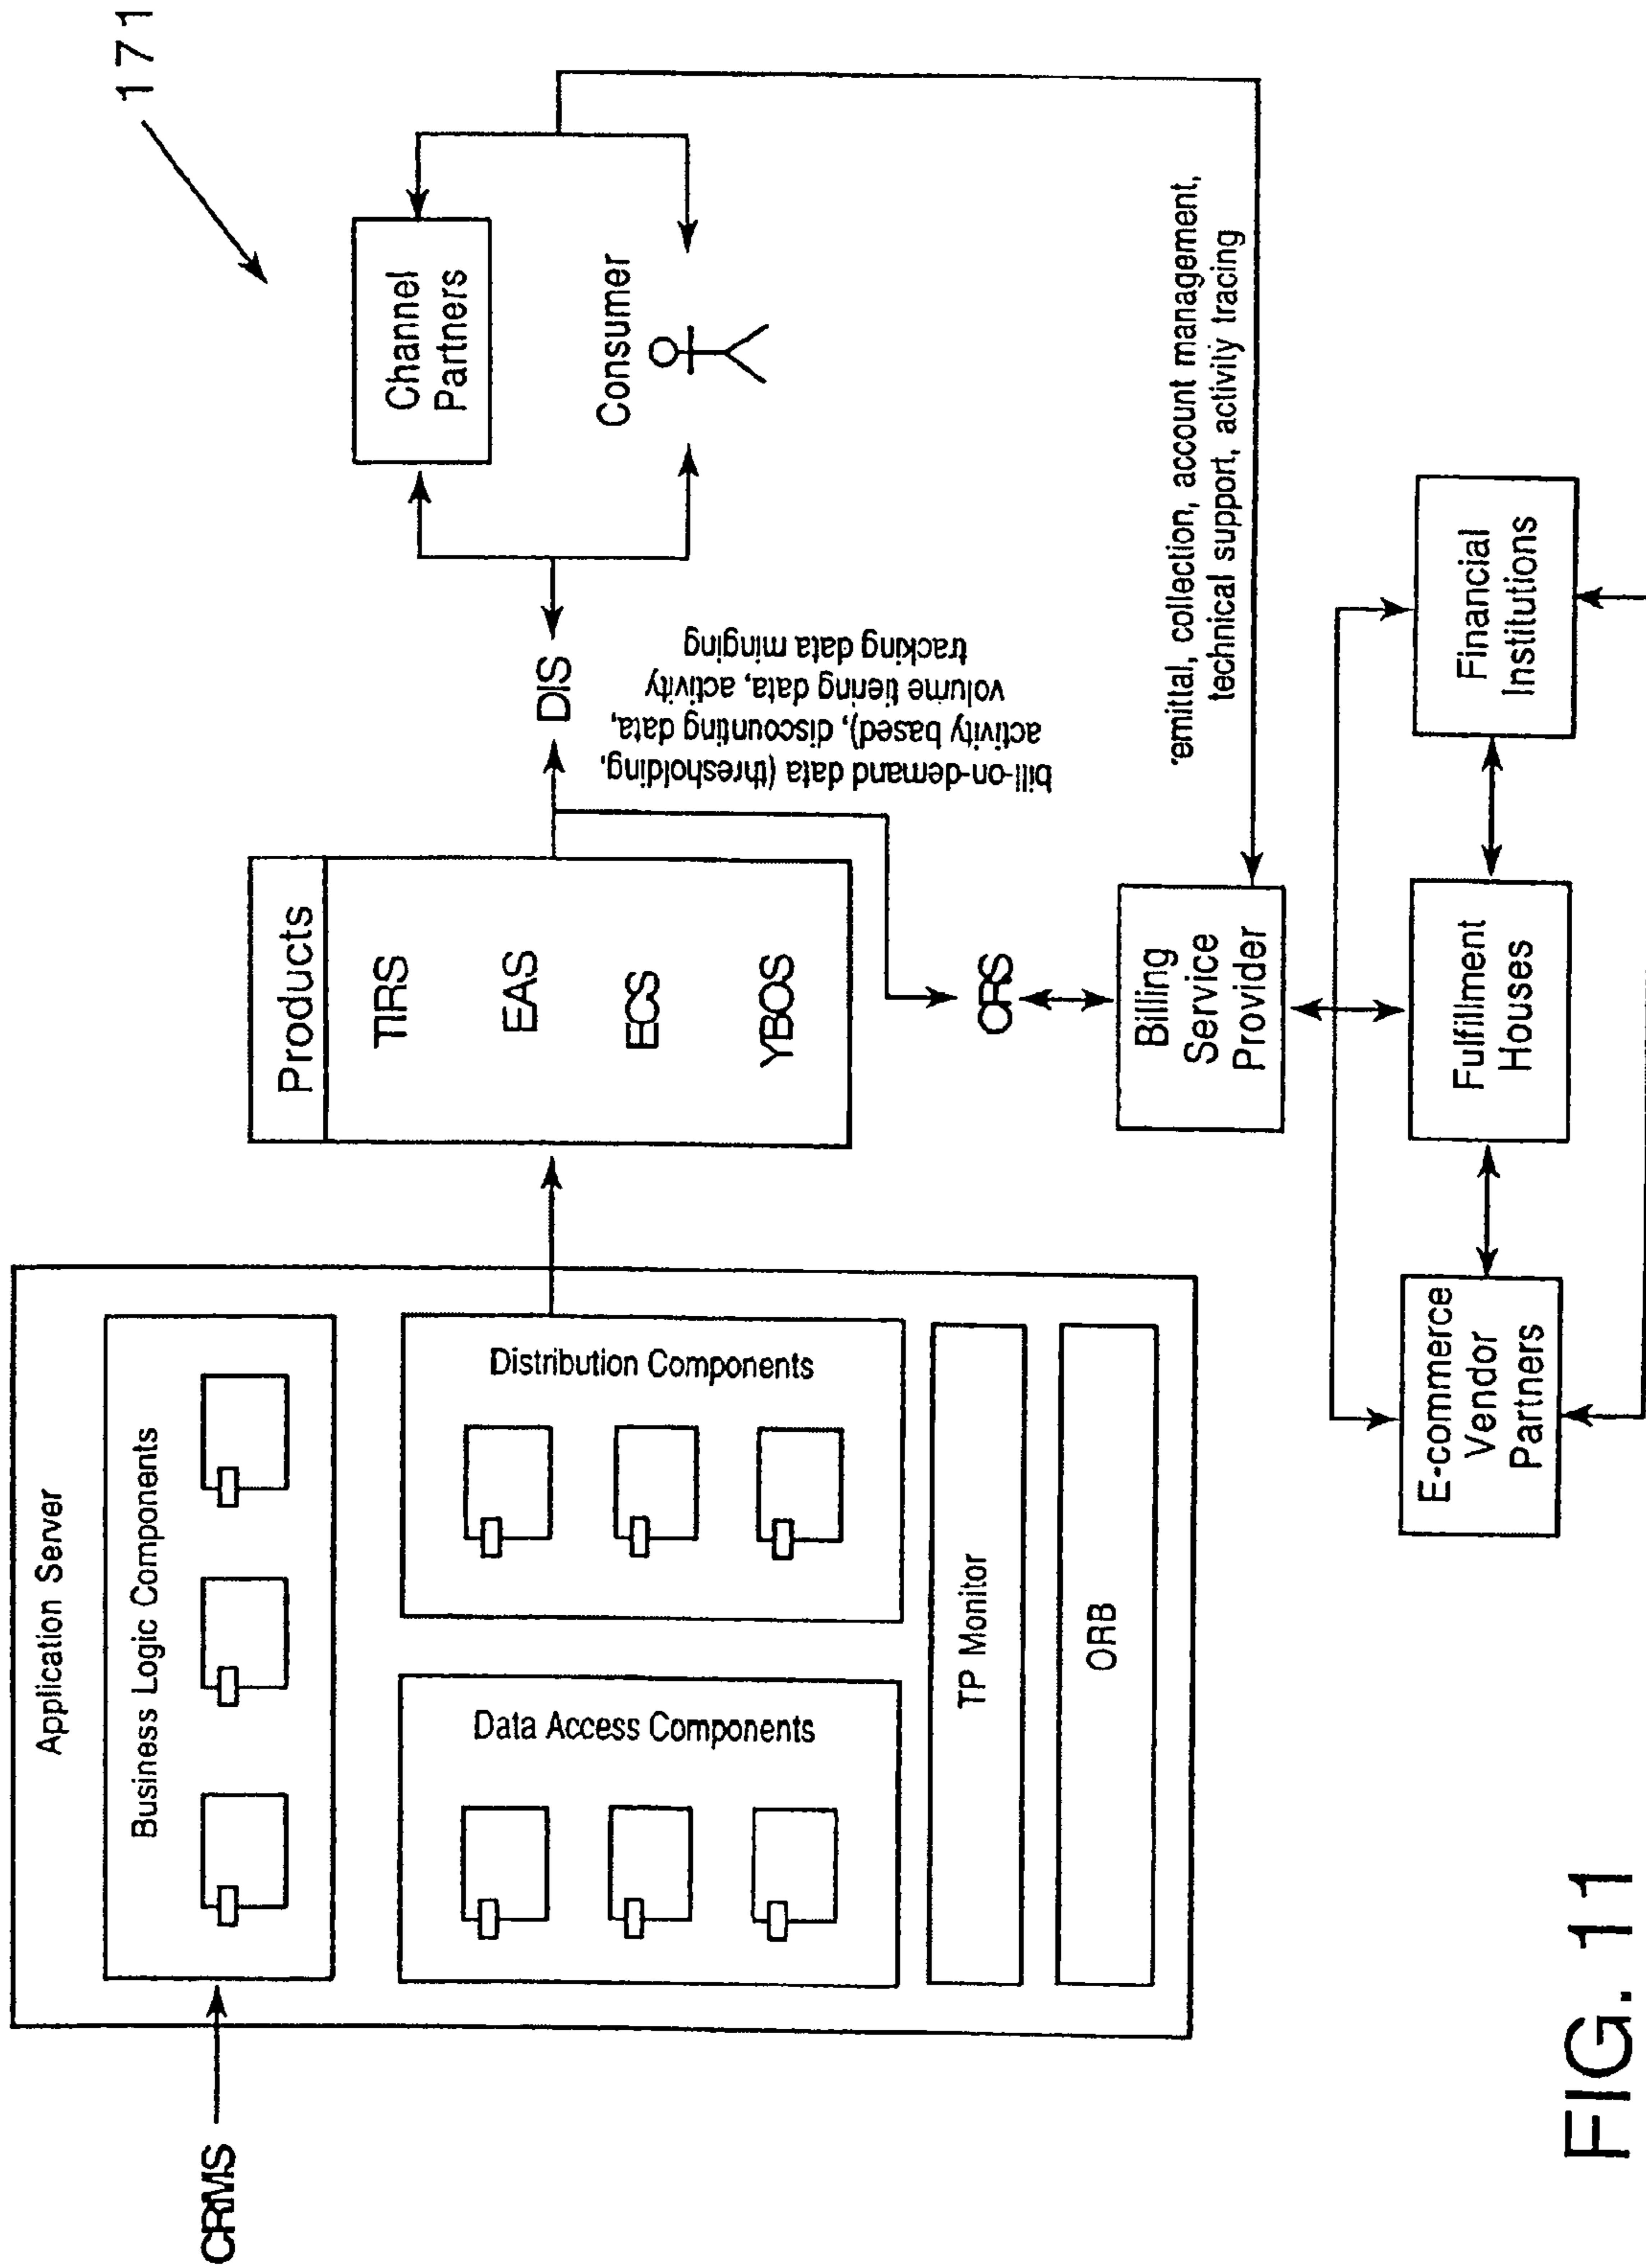 171
CRMS
Application Server
Business Logic Components
Data Access Components
Distribution Components
TP Monitor
ORB
Products
TIRS
EAS
ECS
YBOS
DIS
Channel
Partners
Consumer
bill-on-demand data (thresholding,
activity based), discounting data,
volume tiering data, activity
tracking data minging
ORS
Billing
Service
Provider
emittal, collection, account management,
technical support, activity tracing
E-commerce
Vendor
Partners
Fulfillment
Houses
Financial
Institutions
FIG. 11